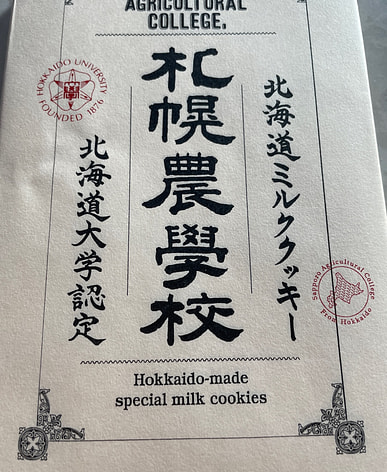 AGRICULTURAL
COLLEGE.
HOKKAIDO UNIVERSITY
FOUNDED 1876
北海道ミルククッキー
札幌農學校
北海道大学認定
Sapporo Agricultural College
From Hokkaido
Hokkaido-made
special milk cookies